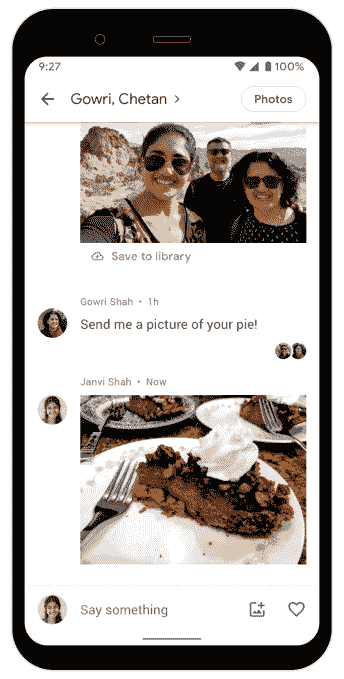 9:27 100%
Gowri, Chetan Photos
Save to library
Gowri Shah • 1h
Send me a picture of your pie!
Janvi Shah • Now
Say something